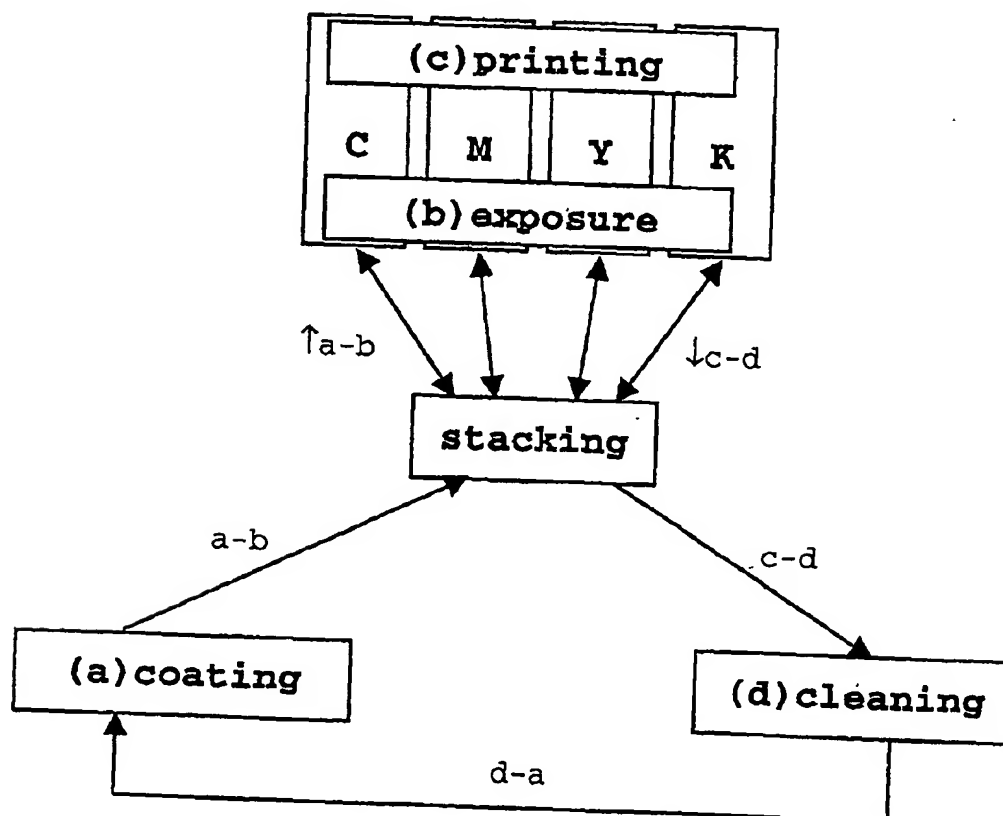 (c)printing
C M Y K
(b)exposure
↑a-b ↓c-d
stacking
a-b c-d
(a)coating (d)cleaning
d-a